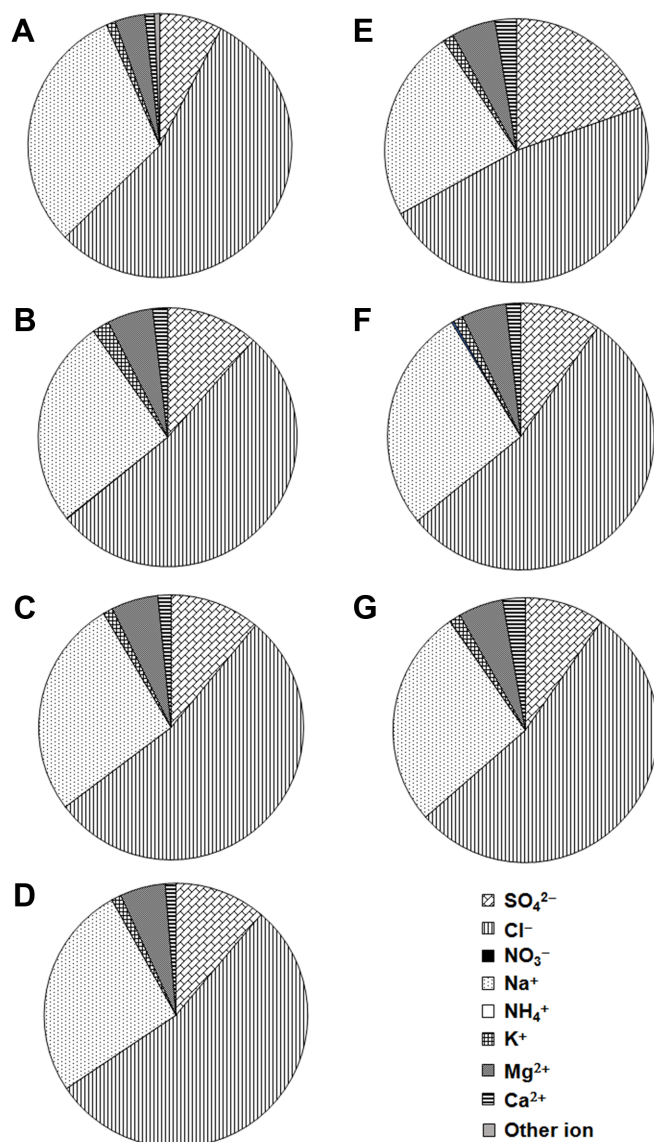 A
E
B
F
C
G
D
SO₄²⁻
Cl⁻
NO₃⁻
Na⁺
NH₄⁺
K⁺
Mg²⁺
Ca²⁺
Other ion